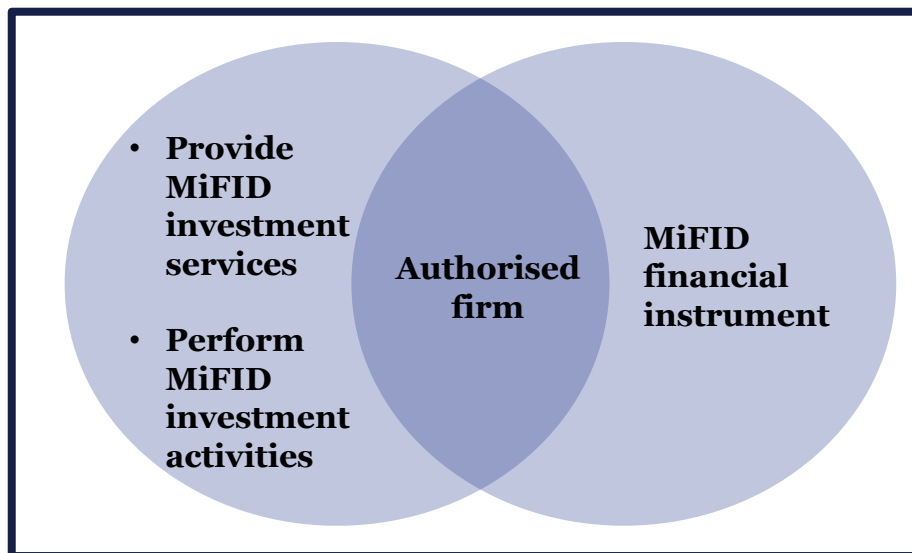 • Provide
MiFID
investment
services
• Perform
MiFID
investment
activities
Authorised
firm
MiFID
financial
instrument